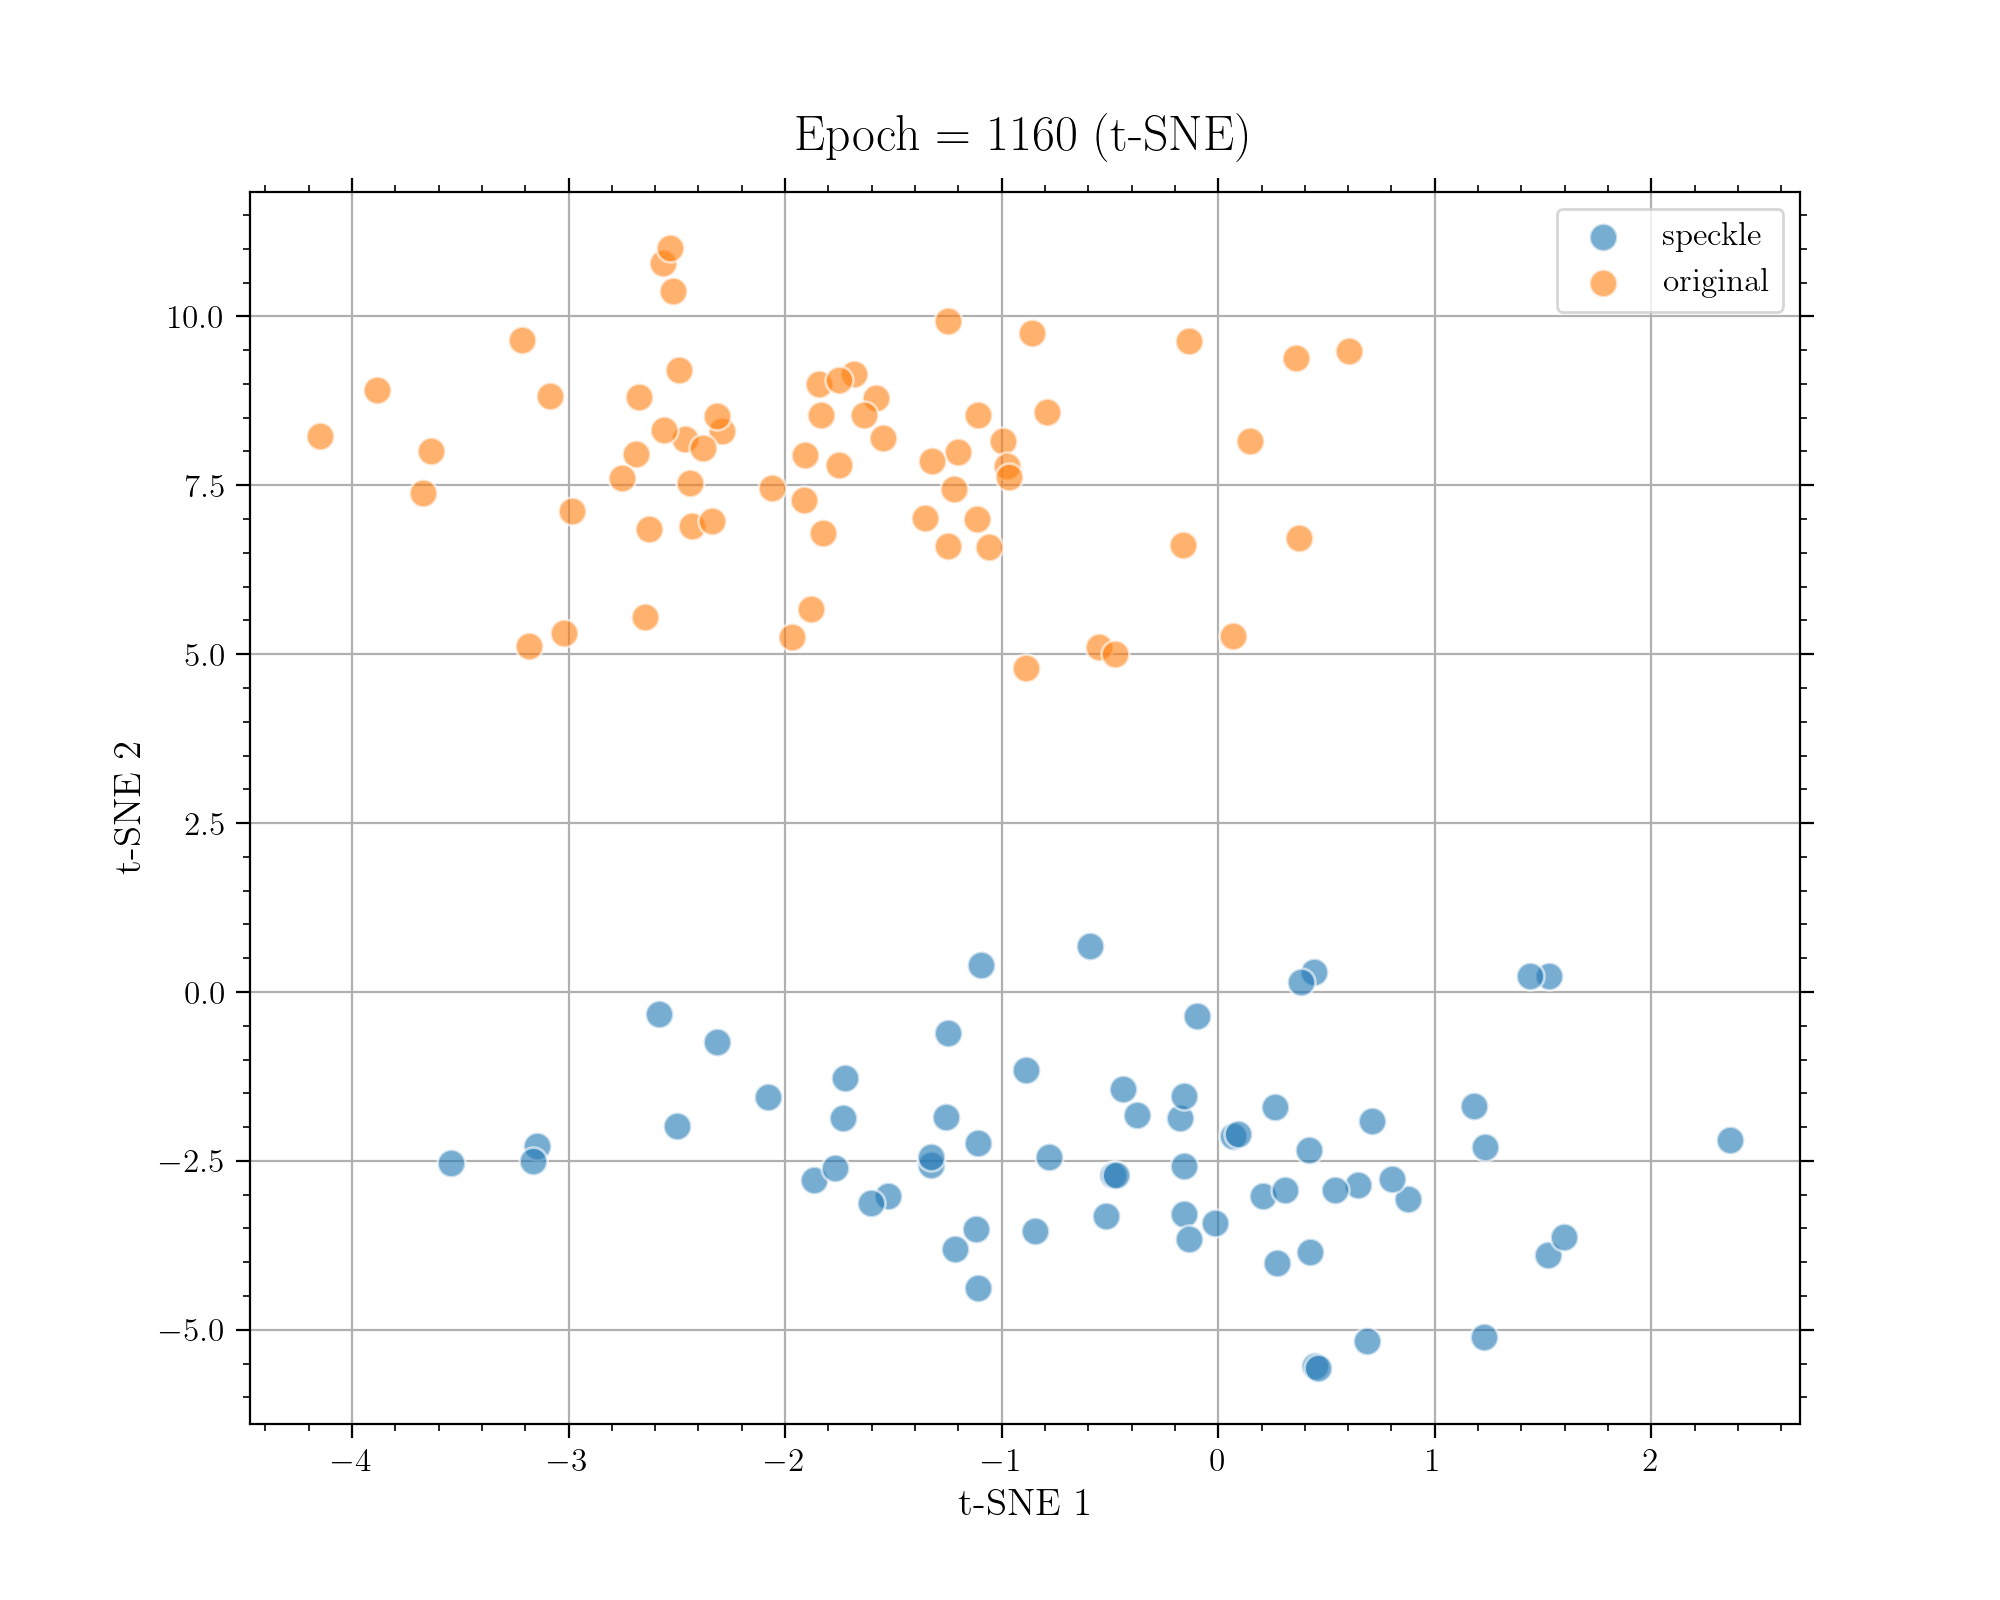 Epoch = 1160 (t-SNE)
speckle
original
10.0
7.5
5.0
2.5
0.0
−2.5
−5.0
t-SNE 2
−4 −3 −2 −1 0 1 2
t-SNE 1